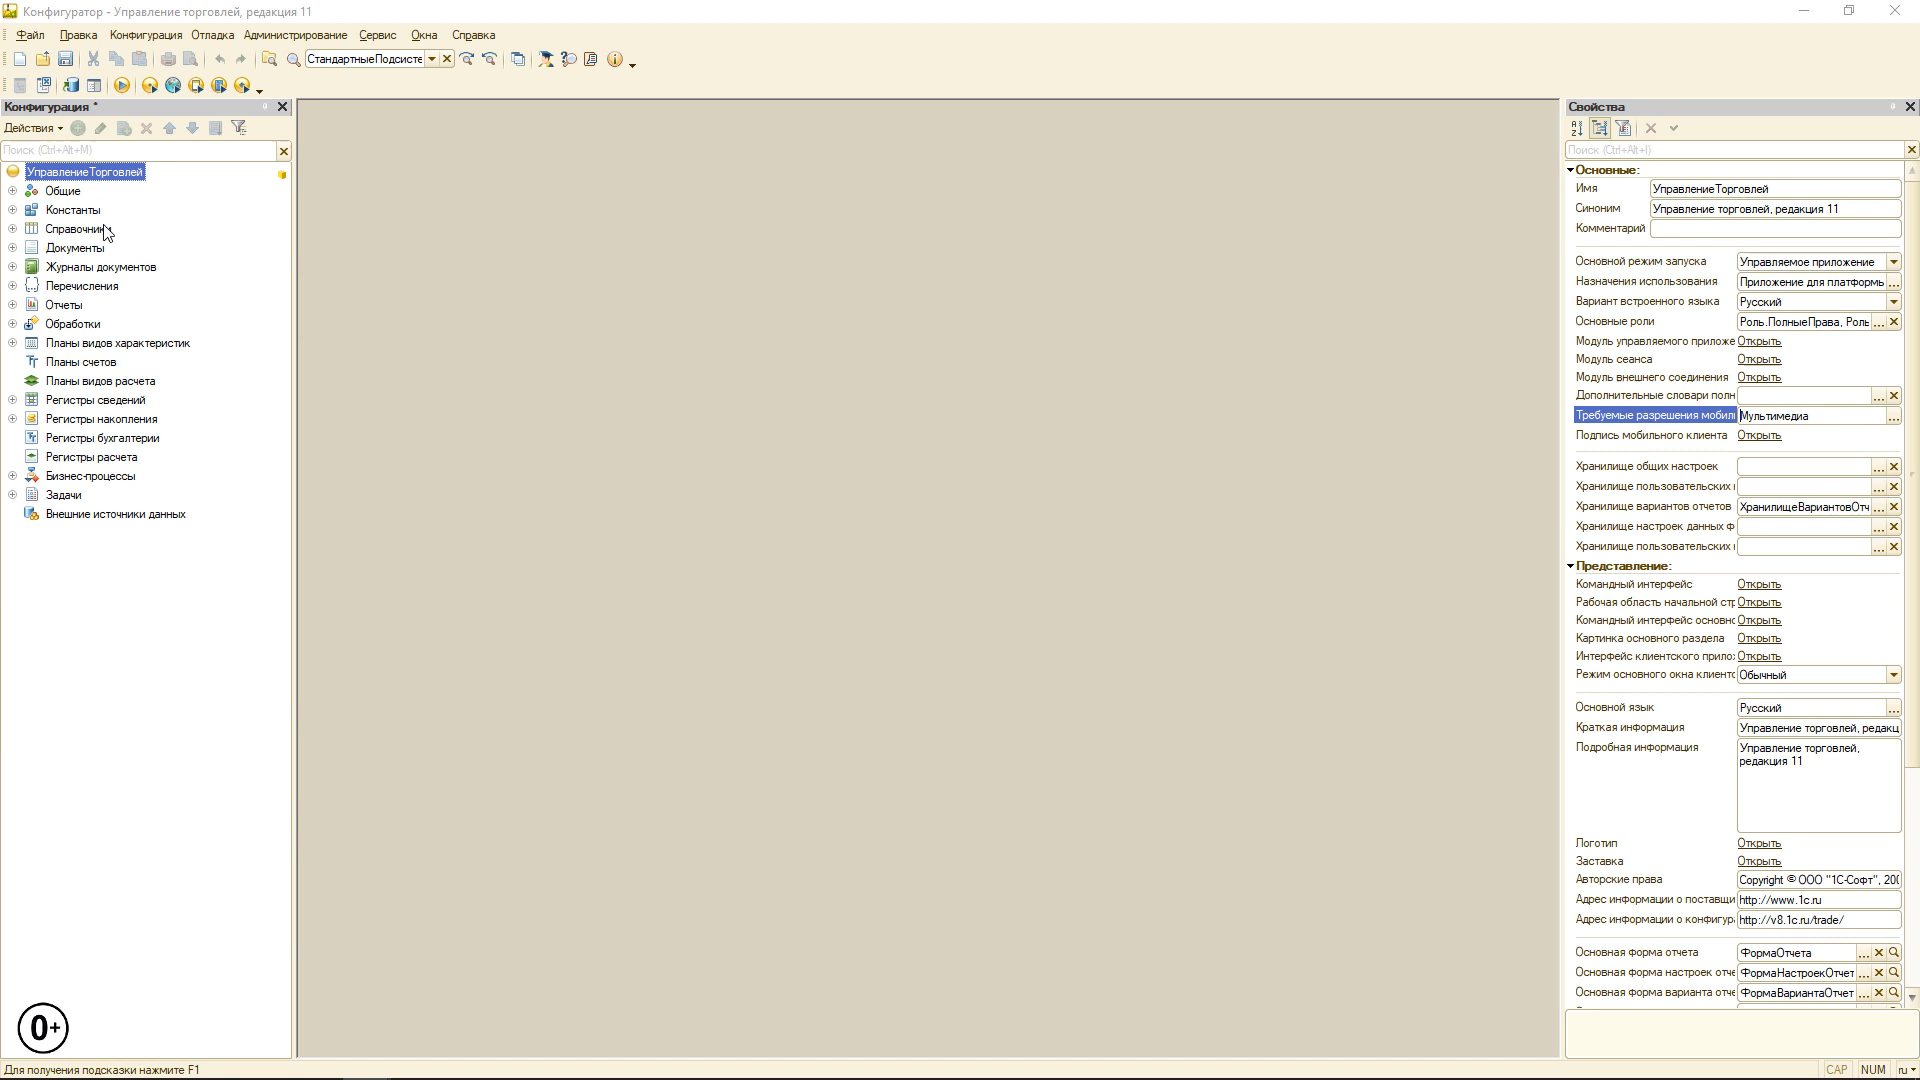 Конфигуратор - Управление торговлей, редакция 11
Файл Правка Конфигурация Отладка Администрирование Сервис Окна Справка
СтандартныеПодсисте
Конфигурация *
Действия
Поиск (Ctrl+Alt+M)
УправлениеТорговлей
Общие
Константы
Справочники
Документы
Журналы документов
Перечисления
Отчеты
Обработки
Планы видов характеристик
Планы счетов
Планы видов расчета
Регистры сведений
Регистры накопления
Регистры бухгалтерии
Регистры расчета
Бизнес-процессы
Задачи
Внешние источники данных
0+
Свойства
Поиск (Ctrl+Alt+I)
Основные:
Имя УправлениеТорговлей
Синоним Управление торговлей, редакция 11
Комментарий
Основной режим запуска Управляемое приложение
Назначения использования Приложение для платформы ...
Вариант встроенного языка Русский
Основные роли Роль.ПолныеПрава, Роль ...
Модуль управляемого приложе Открыть
Модуль сеанса Открыть
Модуль внешнего соединения Открыть
Дополнительные словари полн ...
Требуемые разрешения мобил Мультимедиа ...
Подпись мобильного клиента Открыть
Хранилище общих настроек ...
Хранилище пользовательских ...
Хранилище вариантов отчетов ХранилищеВариантовОтч ...
Хранилище настроек данных ф ...
Хранилище пользовательских ...
Представление:
Командный интерфейс Открыть
Рабочая область начальной стр Открыть
Командный интерфейс основно Открыть
Картинка основного раздела Открыть
Интерфейс клиентского прило Открыть
Режим основного окна клиент Обычный
Основной язык Русский ...
Краткая информация Управление торговлей, редакц
Подробная информация Управление торговлей,
редакция 11
Логотип Открыть
Заставка Открыть
Авторские права Copyright © ООО "1С-Софт", 200
Адрес информации о поставщи http://www.1c.ru
Адрес информации о конфигур http://v8.1c.ru/trade/
Основная форма отчета ФормаОтчета ...
Основная форма настроек отче ФормаНастроекОтчет ...
Основная форма варианта отче ФормаВариантаОтчет ...
Для получения подсказки нажмите F1
CAP NUM ru